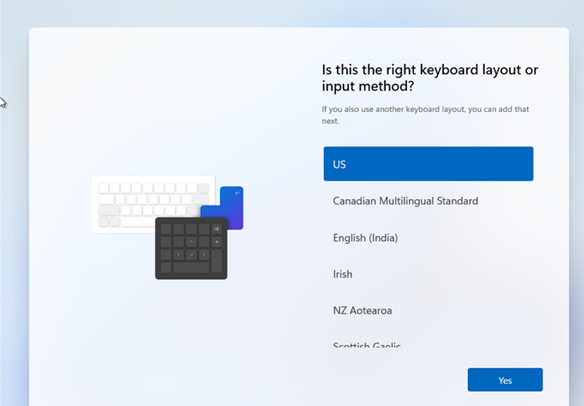 Is this the right keyboard layout or
input method?
If you also use another keyboard layout, you can add that
next.
US
Canadian Multilingual Standard
English (India)
Irish
NZ Aotearoa
Scottish Gaelic
Yes